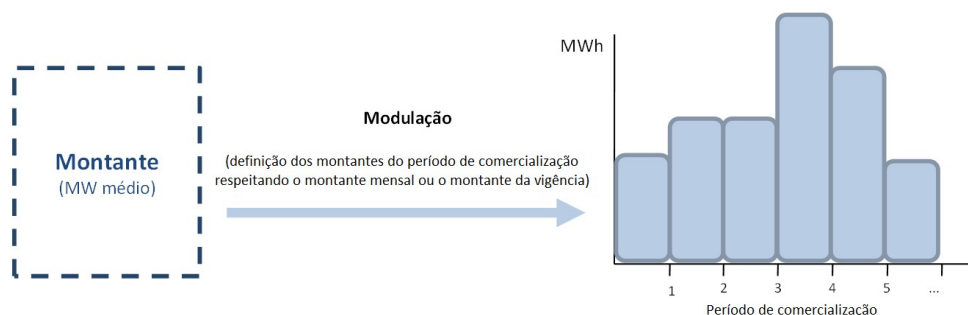 Montante
(MW médio)
Modulação
(definição dos montantes do período de comercialização
respeitando o montante mensal ou o montante da vigência)
MWh
1 2 3 4 5 ...
Período de comercialização